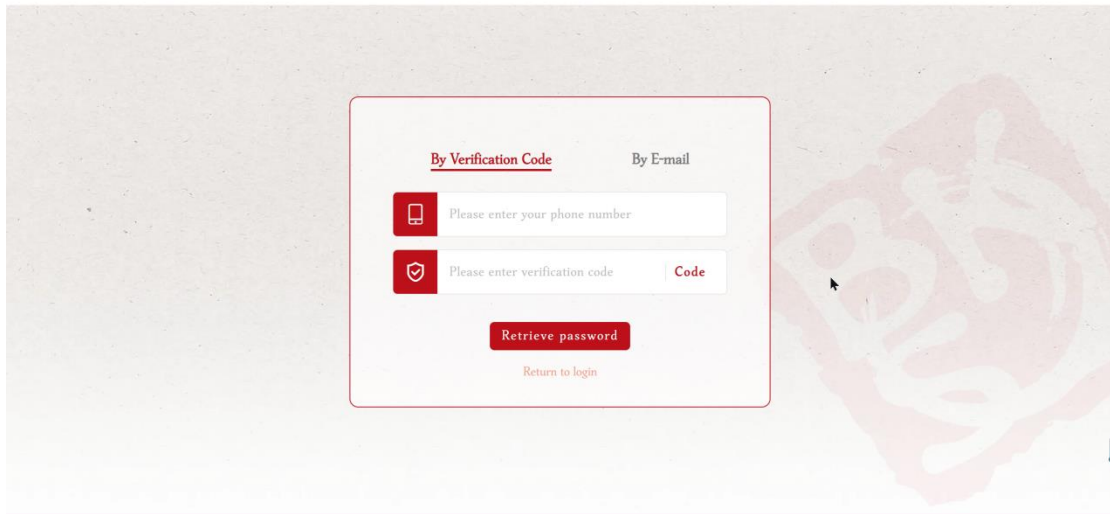 By Verification Code By E-mail
Please enter your phone number
Please enter verification code Code
Retrieve password
Return to login